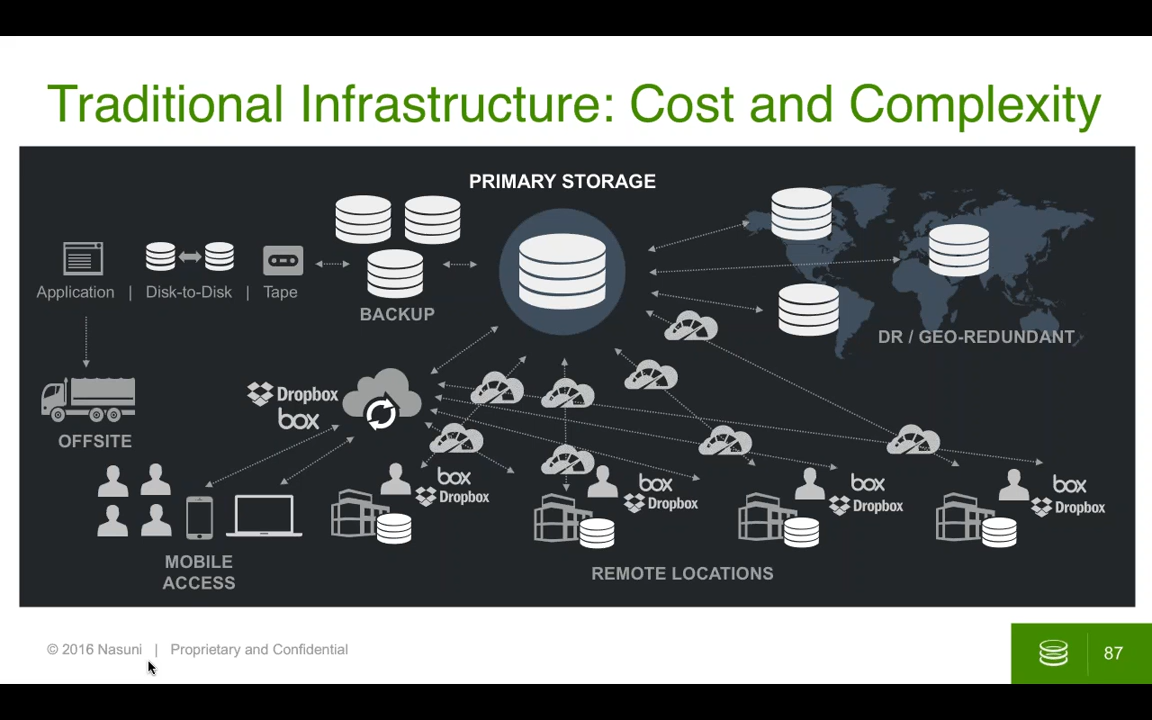 Traditional Infrastructure: Cost and Complexity
PRIMARY STORAGE
Application | Disk-to-Disk | Tape
BACKUP
DR / GEO-REDUNDANT
OFFSITE
Dropbox
box
MOBILE
ACCESS
box
Dropbox
box
Dropbox
box
Dropbox
box
Dropbox
REMOTE LOCATIONS
© 2016 Nasuni | Proprietary and Confidential
87